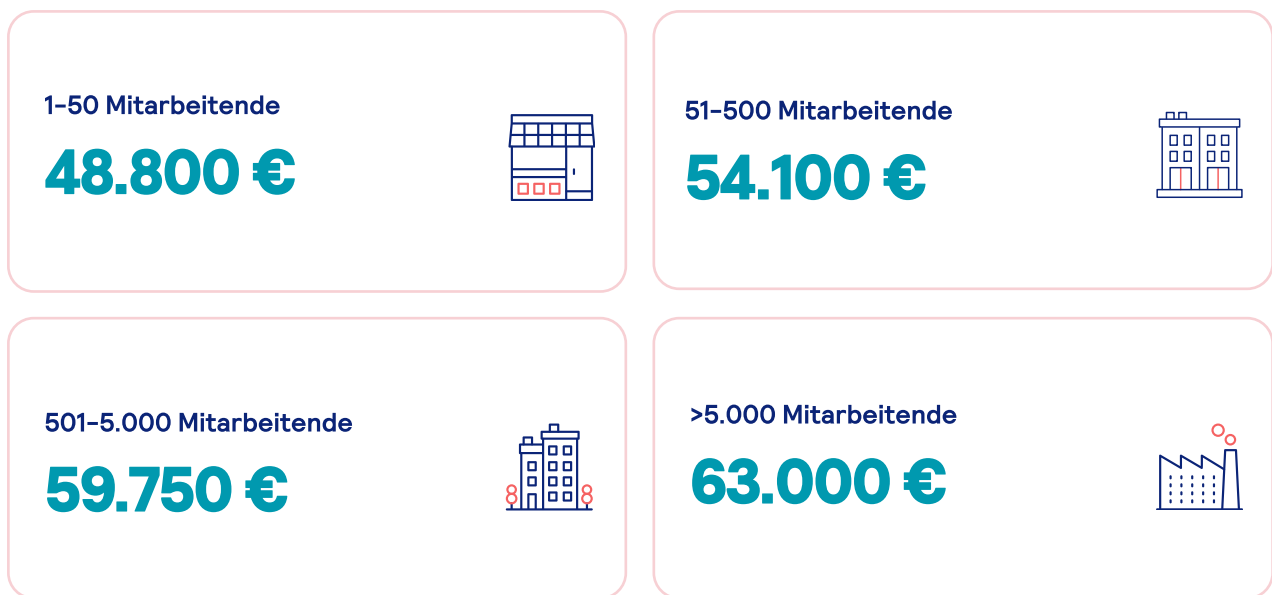 1-50 Mitarbeitende
48.800 €
51-500 Mitarbeitende
54.100 €
501-5.000 Mitarbeitende
59.750 €
>5.000 Mitarbeitende
63.000 €